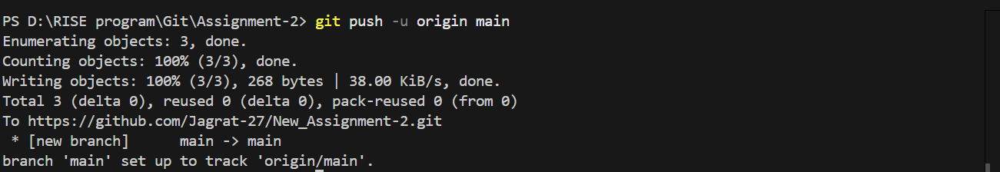 PS D:\RISE program\Git\Assignment-2> git push -u origin main
Enumerating objects: 3, done.
Counting objects: 100% (3/3), done.
Writing objects: 100% (3/3), 268 bytes | 38.00 KiB/s, done.
Total 3 (delta 0), reused 0 (delta 0), pack-reused 0 (from 0)
To https://github.com/Jagrat-27/New_Assignment-2.git
 * [new branch]      main -> main
branch 'main' set up to track 'origin/main'.